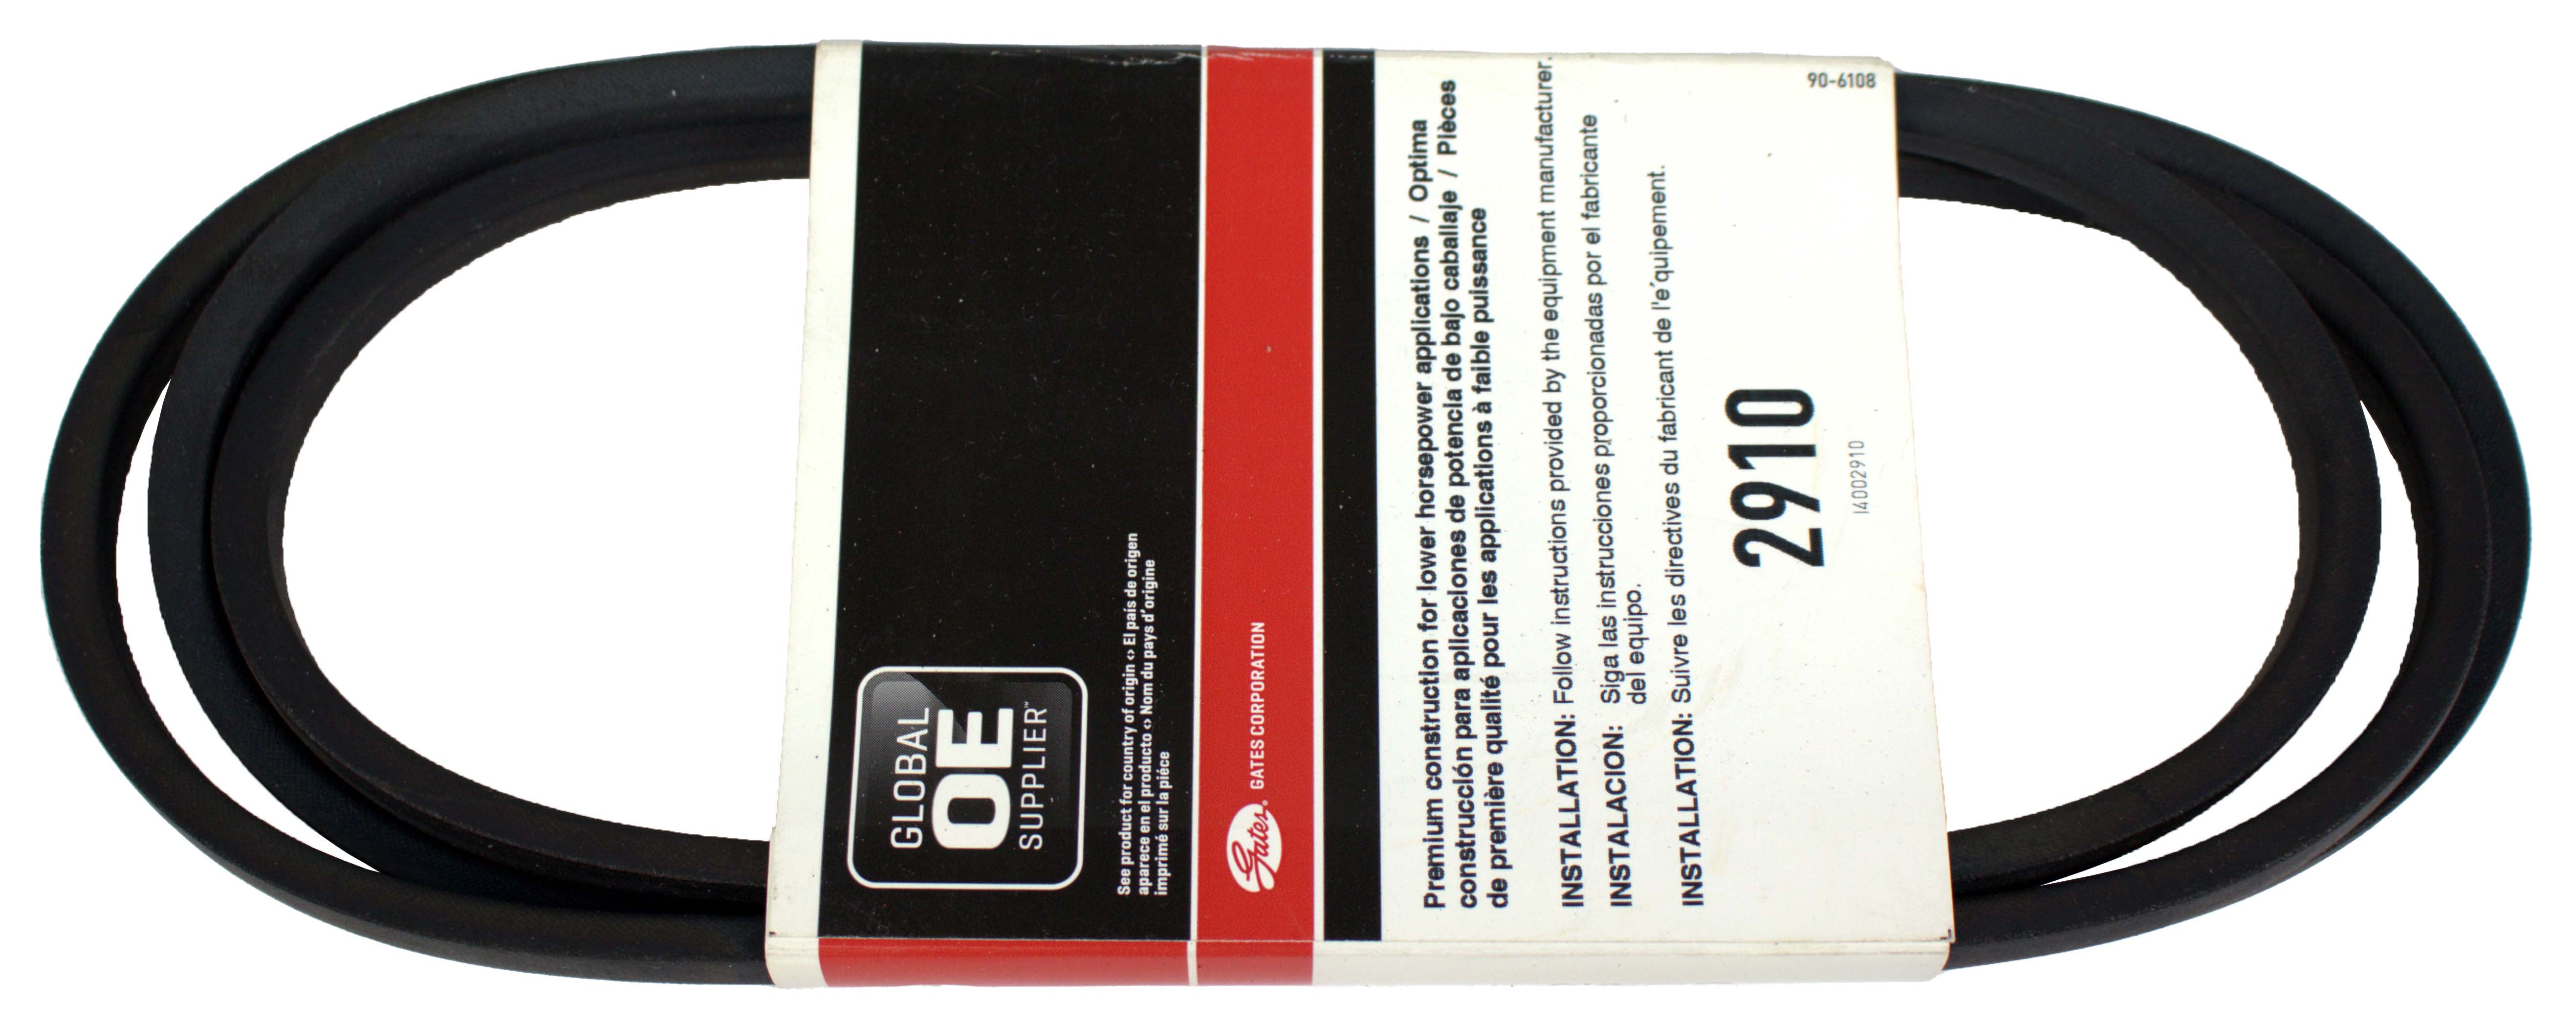 GLOBAL
OE
SUPPLIER™
See product for country of origin <> El país de origen
aparece en el producto <> Nom du pays d'origine
imprimé sur la piéce
Gates® GATES CORPORATION
Premium construction for lower horsepower applications / Optima
construcción para aplicaciones de potencia de bajo caballaje / Pièces
de première qualité pour les applications à faible puissance
INSTALLATION: Follow instructions provided by the equipment manufacturer.
INSTALACION: Siga las instrucciones proporcionadas por el fabricante
del equipo.
INSTALLATION: Suivre les directives du fabricant de l'e´quipement.
2910
I4002910
90-6108